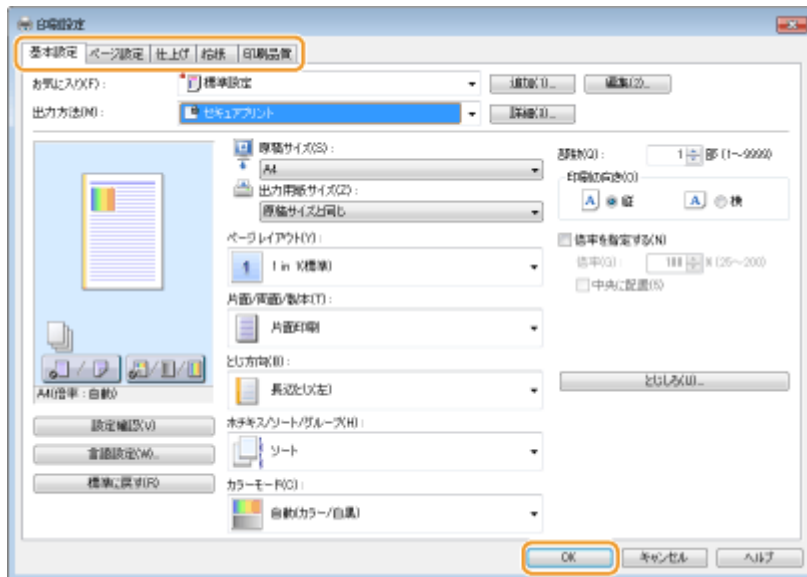 印刷設定
基本設定 ページ設定 仕上げ 給紙 印刷品質
お気に入り(F): 標準設定 追加(1)... 編集(2)...
出力方法(M): セキュアプリント 詳細(3)...
原稿サイズ(S):
A4
出力用紙サイズ(Z):
原稿サイズと同じ
ページレイアウト(Y):
1 1 in 1(標準)
片面/両面/製本(T):
片面印刷
とじ方向(B):
長辺とじ(左)
ホチキス/ソート/グループ(H):
ソート
カラーモード(C):
自動(カラー/白黒)
A4(倍率:自動)
設定確認(V)
言語設定(W)...
標準に戻す(R)
部数(Q): 1 部 (1~9999)
印刷の向き(O)
A 縦 A 横
倍率を指定する(N)
倍率(G): 100 % (25~200)
中央に配置(5)
とじしろ(U)...
OK キャンセル ヘルプ